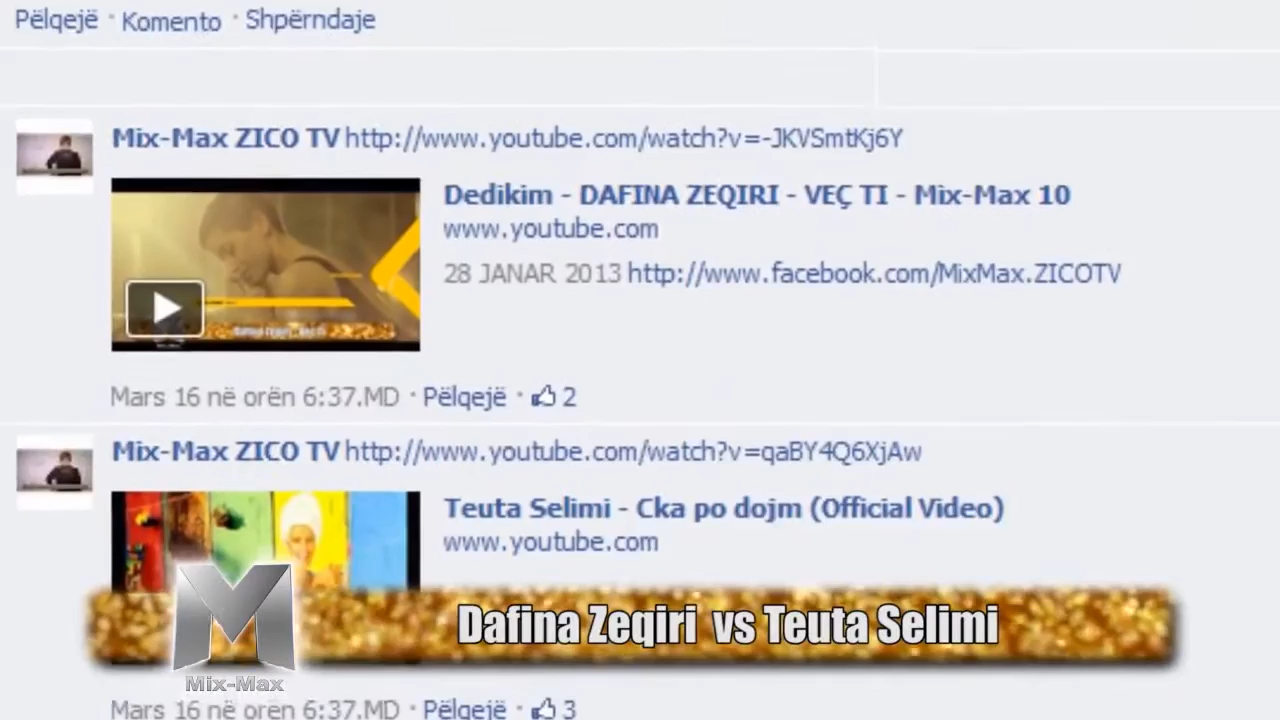 Pëlqejë · Komento · Shpërndaje
Mix-Max ZICO TV http://www.youtube.com/watch?v=-JKVSmtKj6Y
Dedikim - DAFINA ZEQIRI - VEÇ TI - Mix-Max 10
www.youtube.com
28 JANAR 2013 http://www.facebook.com/MixMax.ZICOTV
Mars 16 në orën 6:37.MD · Pëlqejë · 2
Mix-Max ZICO TV http://www.youtube.com/watch?v=qaBY4Q6XjAw
Teuta Selimi - Cka po dojm (Official Video)
www.youtube.com
Dafina Zeqiri vs Teuta Selimi
Mix-Max
Mars 16 në orën 6:37.MD · Pëlqejë · 3